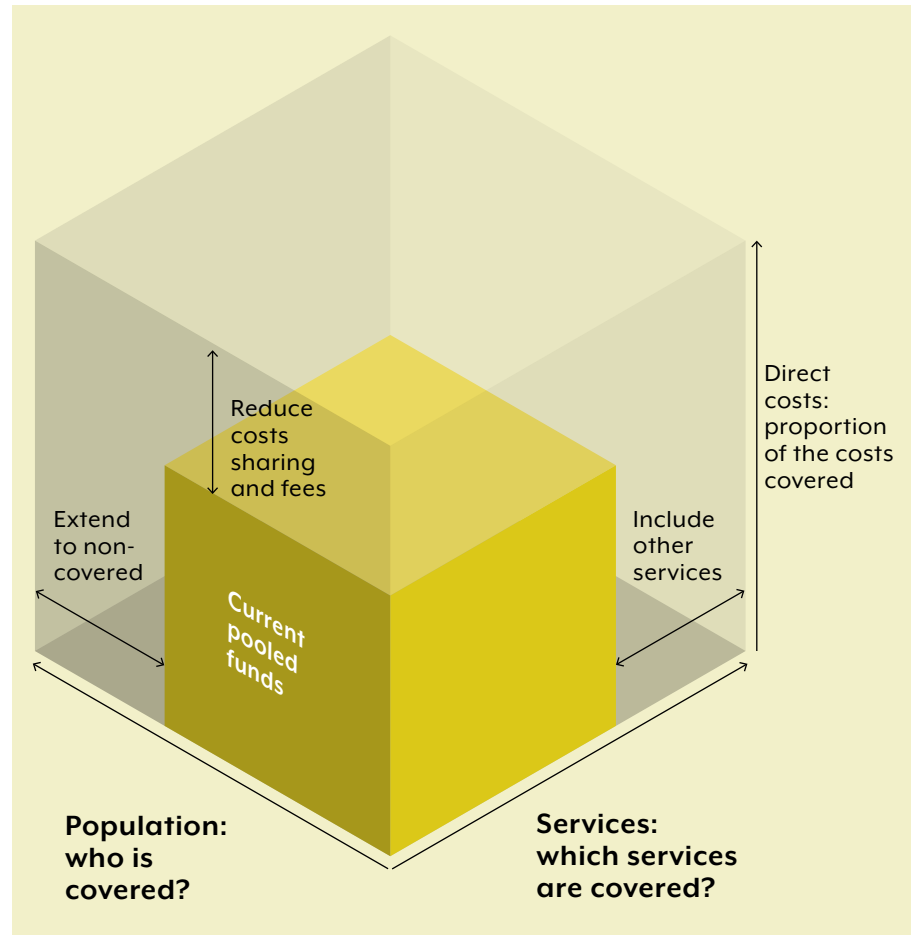 Reduce
costs
sharing
and fees
Direct
costs:
proportion
of the costs
covered
Extend
to non-
covered
Include
other
services
Current
pooled
funds
Population:
who is
covered?
Services:
which services
are covered?